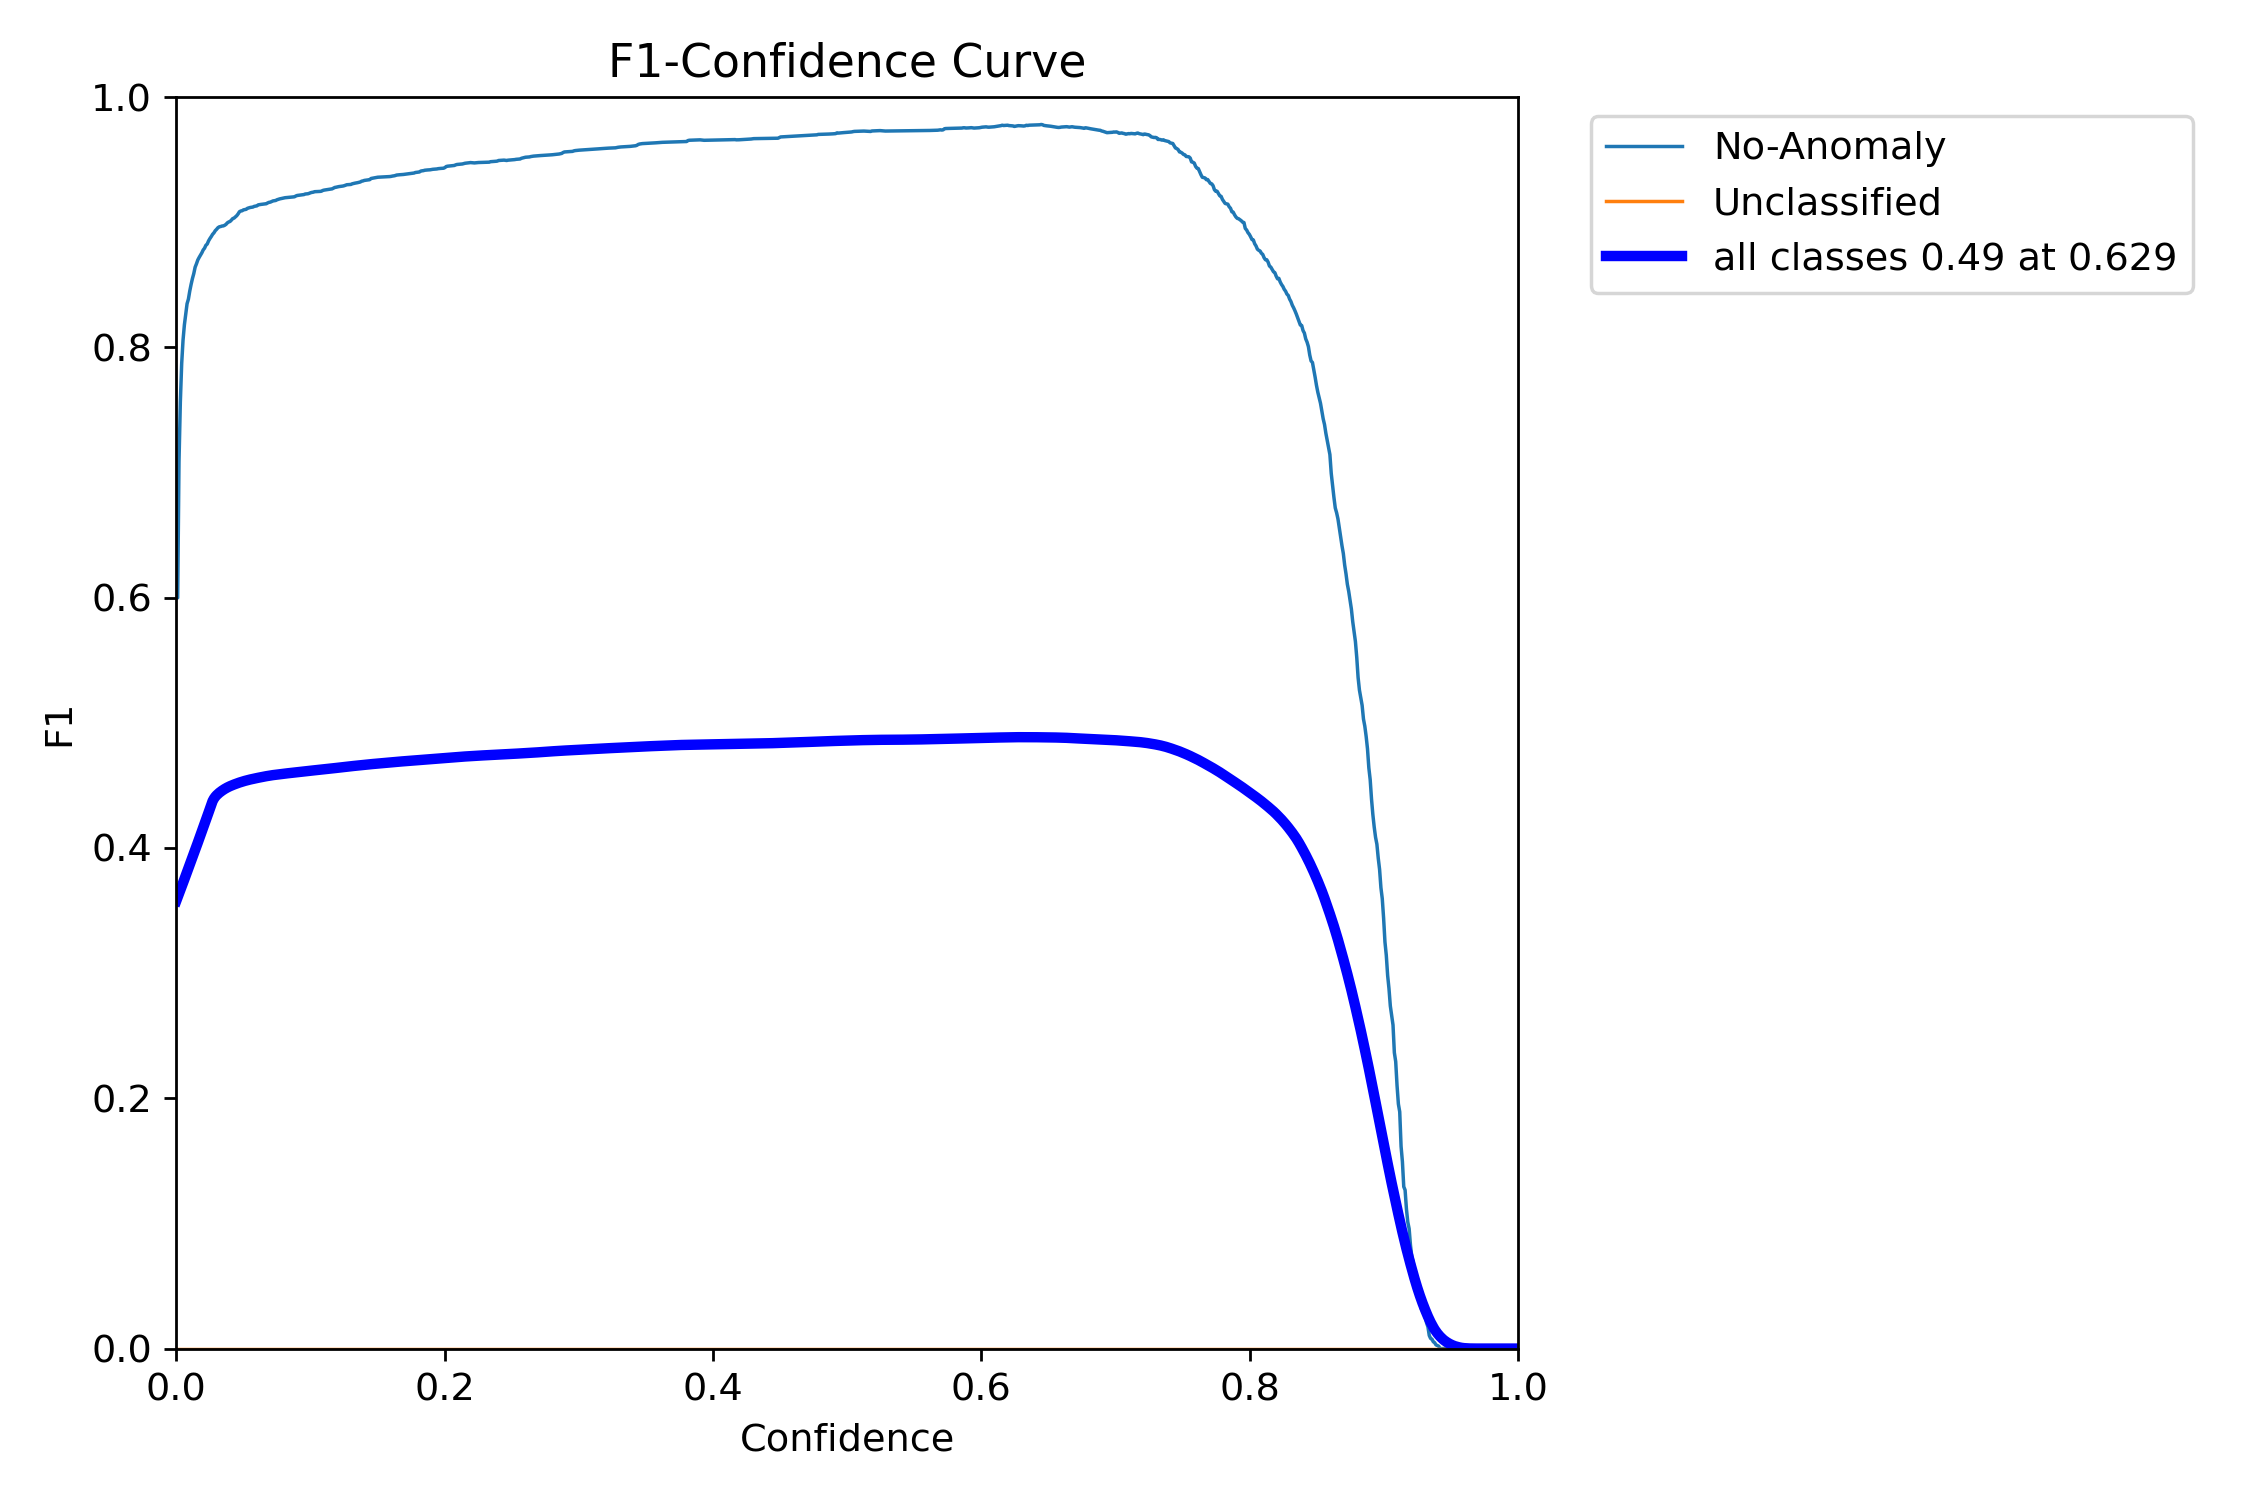 F1-Confidence Curve
1.0
0.8
0.6
0.4
0.2
0.0
F1
0.0 0.2 0.4 0.6 0.8 1.0
Confidence
No-Anomaly
Unclassified
all classes 0.49 at 0.629